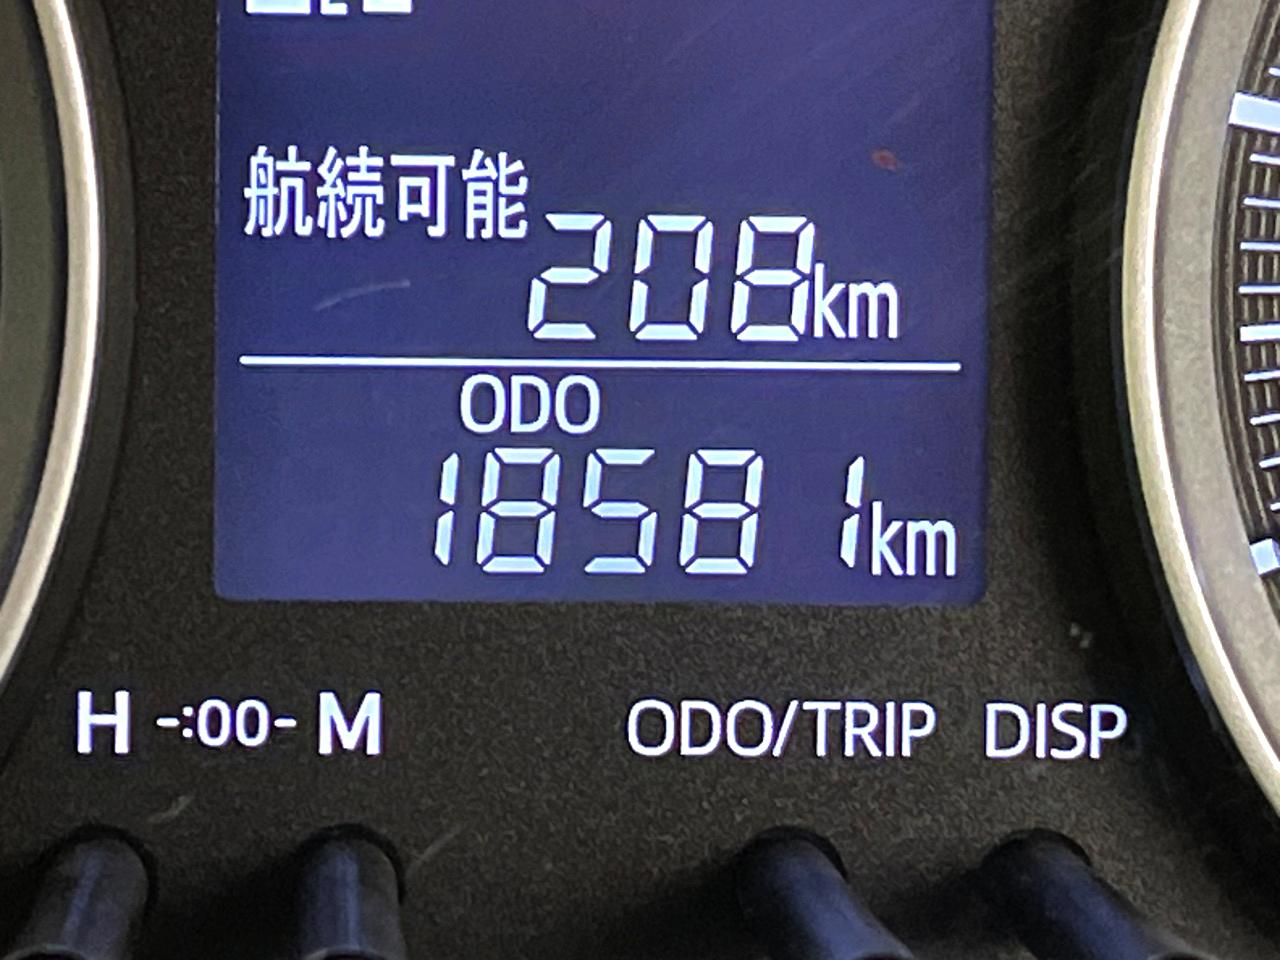 航続可能
208km
ODO
18581km
H -:00- M
ODO/TRIP DISP